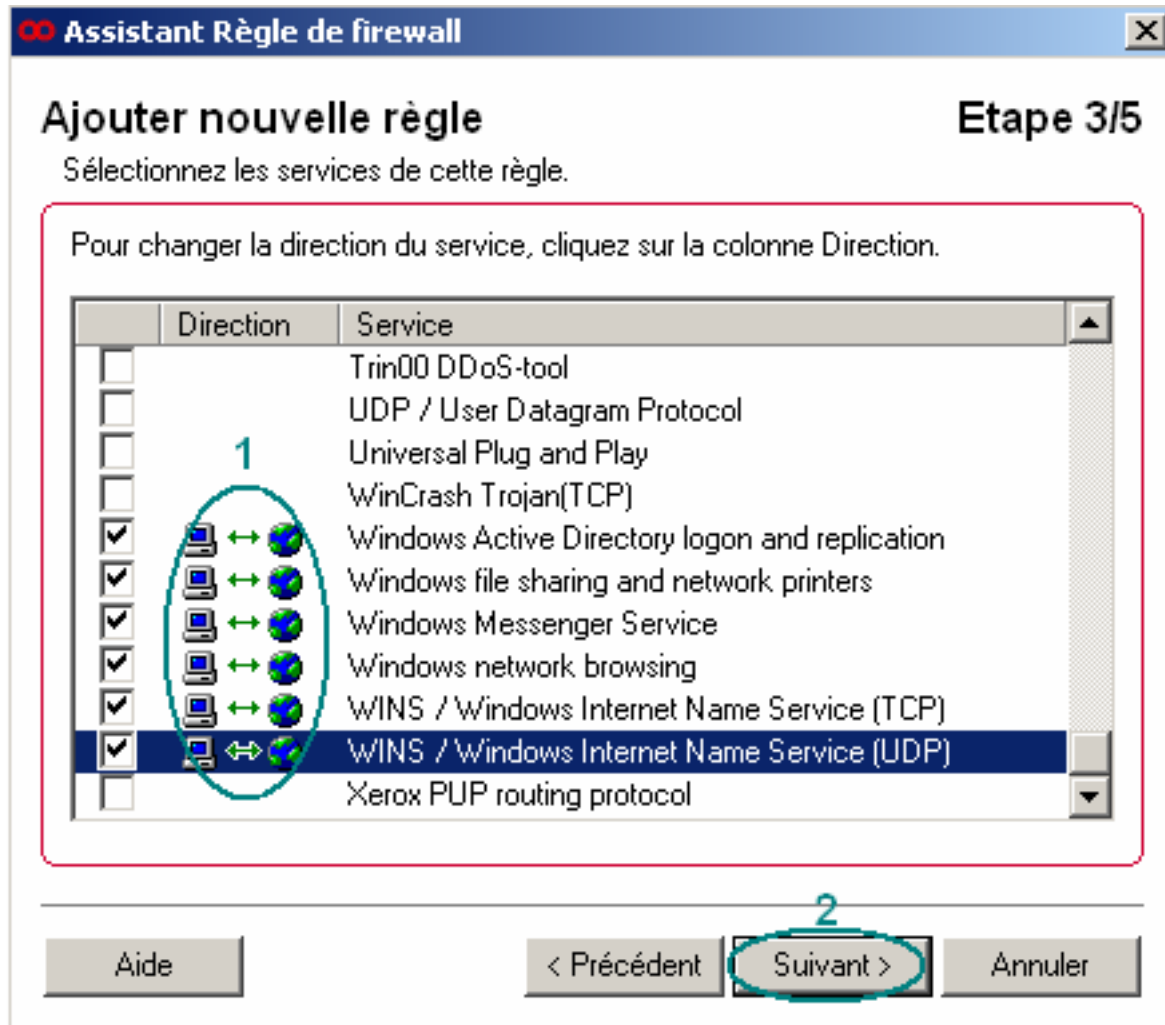 Assistant Règle de firewall
Ajouter nouvelle règle Etape 3/5
Sélectionnez les services de cette règle.
Pour changer la direction du service, cliquez sur la colonne Direction.
Direction Service
Trin00 DDoS-tool
UDP / User Datagram Protocol
1 Universal Plug and Play
WinCrash Trojan(TCP)
Windows Active Directory logon and replication
Windows file sharing and network printers
Windows Messenger Service
Windows network browsing
WINS / Windows Internet Name Service (TCP)
WINS / Windows Internet Name Service (UDP)
Xerox PUP routing protocol
2
Aide < Précédent Suivant > Annuler